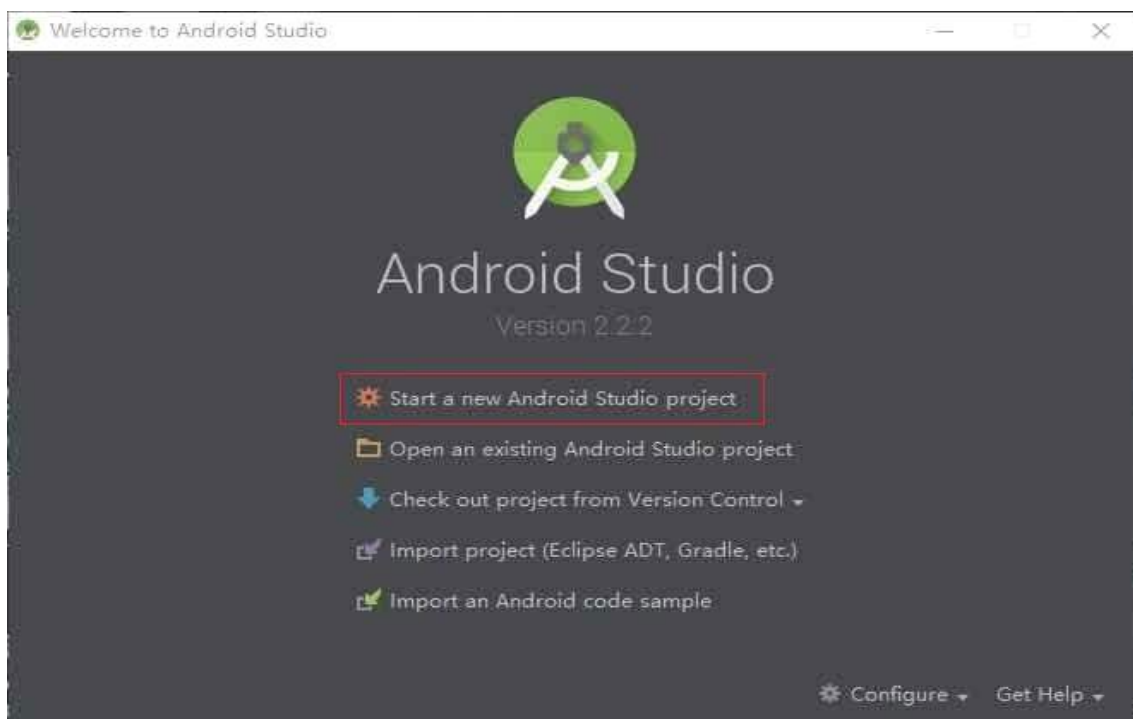 Welcome to Android Studio
Android Studio
Version 2.2.2
Start a new Android Studio project
Open an existing Android Studio project
Check out project from Version Control
Import project (Eclipse ADT, Gradle, etc.)
Import an Android code sample
Configure Get Help